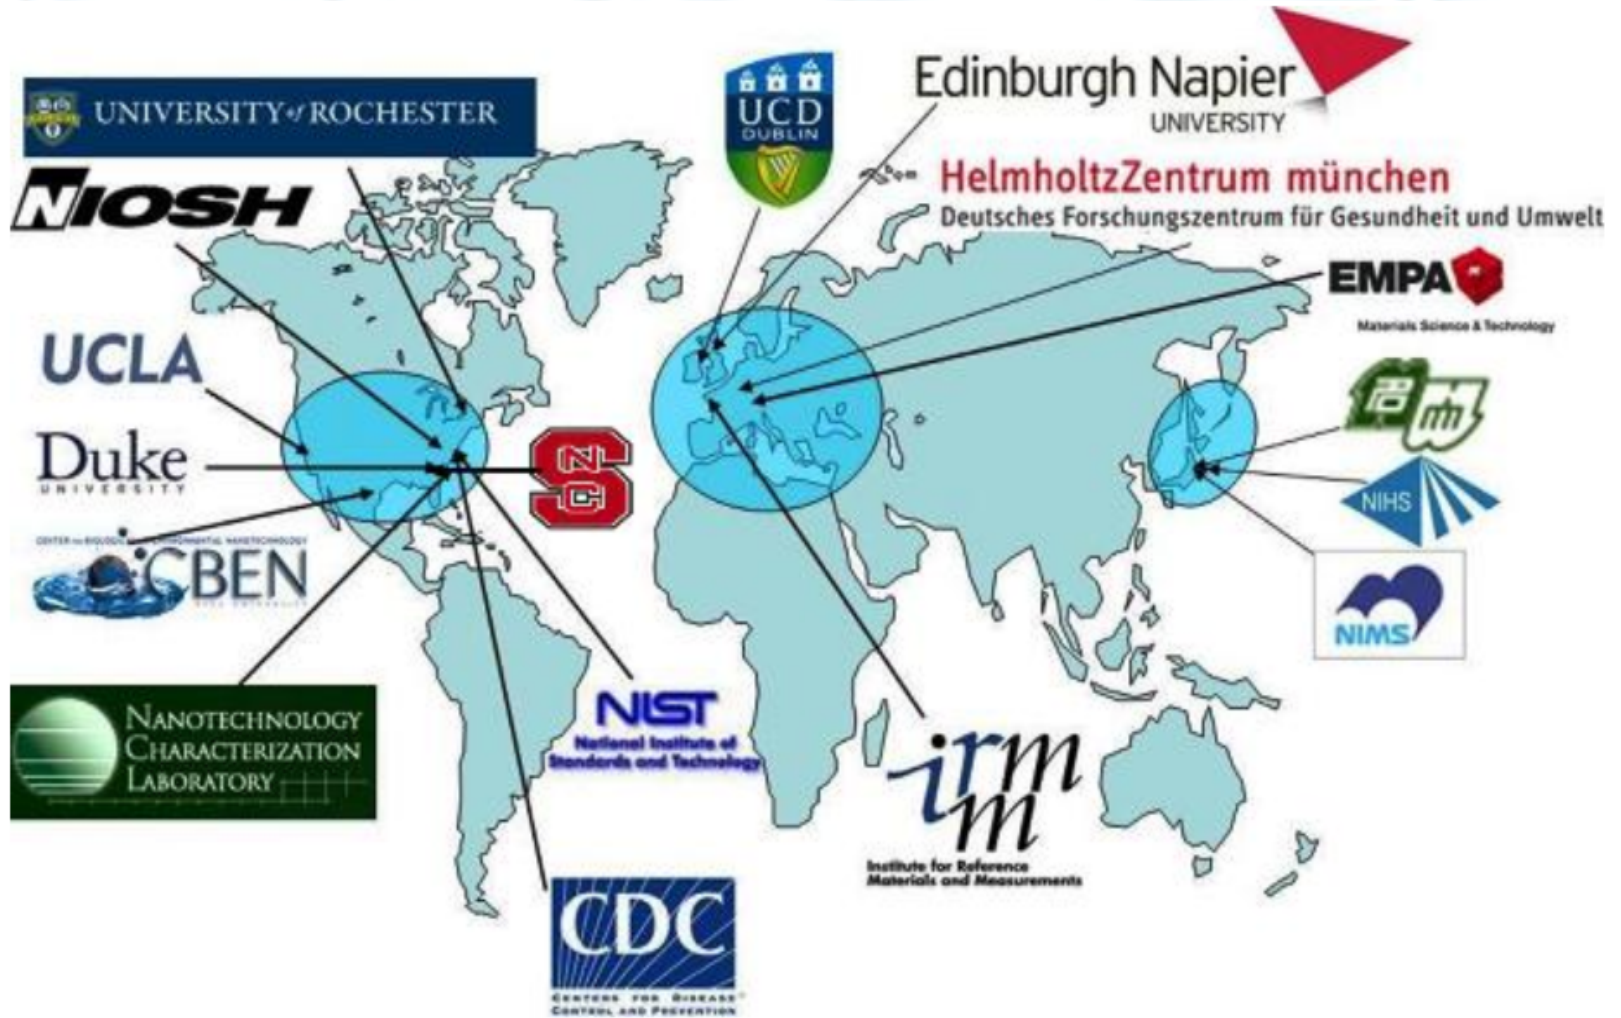 UNIVERSITY of ROCHESTER
NIOSH
UCLA
Duke
UNIVERSITY
CBEN
NANOTECHNOLOGY
CHARACTERIZATION
LABORATORY
NC S
UCD
DUBLIN
Edinburgh Napier
UNIVERSITY
HelmholtzZentrum münchen
Deutsches Forschungszentrum für Gesundheit und Umwelt
EMPA
Materials Science & Technology
NIHS
NIMS
NIST
National Institute of
Standards and Technology
irmm
Institute for Reference
Materials and Measurements
CDC
CENTERS FOR DISEASE
CONTROL AND PREVENTION